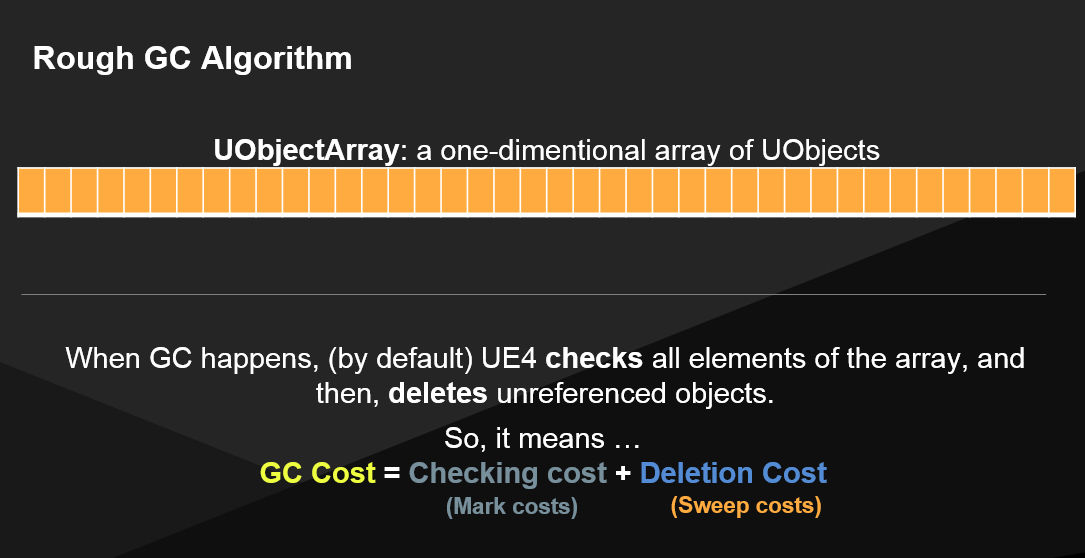 Rough GC Algorithm
UObjectArray: a one-dimentional array of UObjects
When GC happens, (by default) UE4 checks all elements of the array, and
then, deletes unreferenced objects.
So, it means …
GC Cost = Checking cost + Deletion Cost
(Mark costs) (Sweep costs)